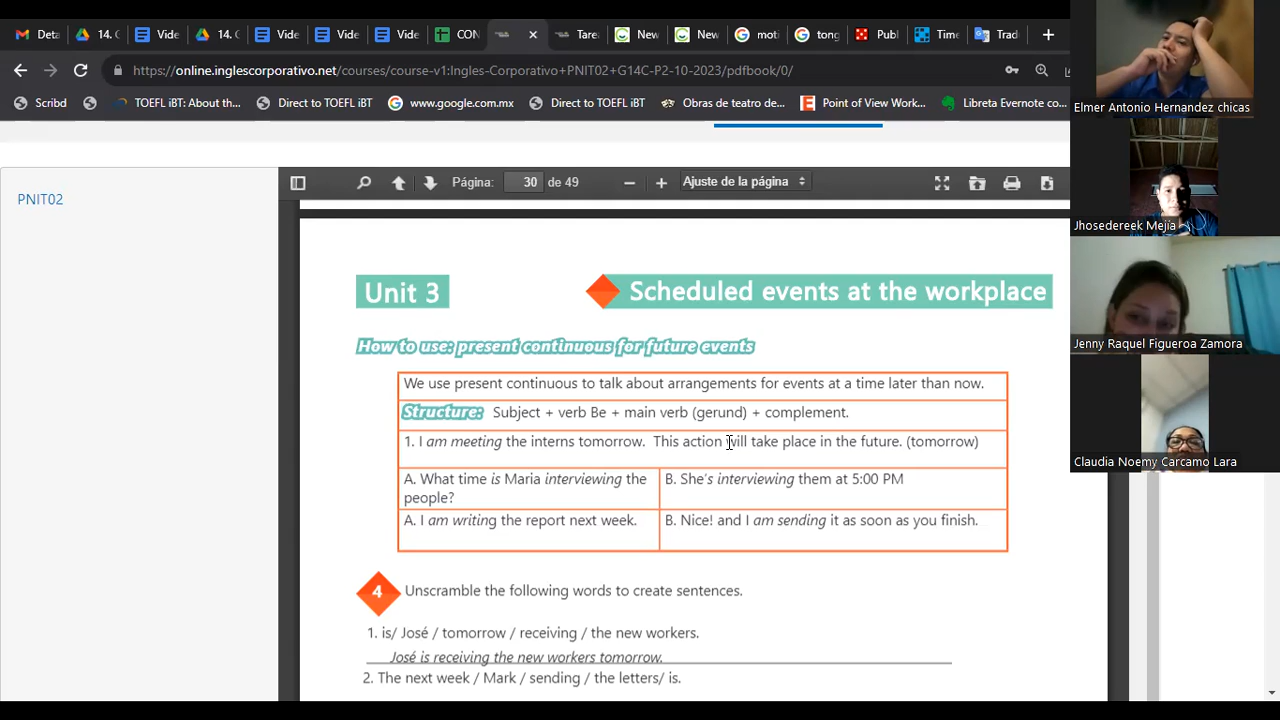 Deta
14. C
Vide
14. C
Vide
Vide
Vide
CON
Tarea
New
New
moti
tong
Publ
Time
Trad
https://online.inglescorporativo.net/courses/course-v1:Ingles-Corporativo+PNIT02+G14C-P2-10-2023/pdfbook/0/
Scribd
TOEFL iBT: About th...
Direct to TOEFL iBT
www.google.com.mx
Direct to TOEFL iBT
Obras de teatro de...
Point of View Work...
Libreta Evernote co...
PNIT02
Página: 30 de 49
Ajuste de la página
Unit 3
Scheduled events at the workplace
How to use: present continuous for future events
We use present continuous to talk about arrangements for events at a time later than now.
Structure: Subject + verb Be + main verb (gerund) + complement.
1. I am meeting the interns tomorrow. This action will take place in the future. (tomorrow)
A. What time is Maria interviewing the people?
B. She's interviewing them at 5:00 PM
A. I am writing the report next week.
B. Nice! and I am sending it as soon as you finish.
4 Unscramble the following words to create sentences.
1. is/ José / tomorrow / receiving / the new workers.
José is receiving the new workers tomorrow.
2. The next week / Mark / sending / the letters/ is.
Elmer Antonio Hernandez chicas
Jhosedereek Mejía
Jenny Raquel Figueroa Zamora
Claudia Noemy Carcamo Lara